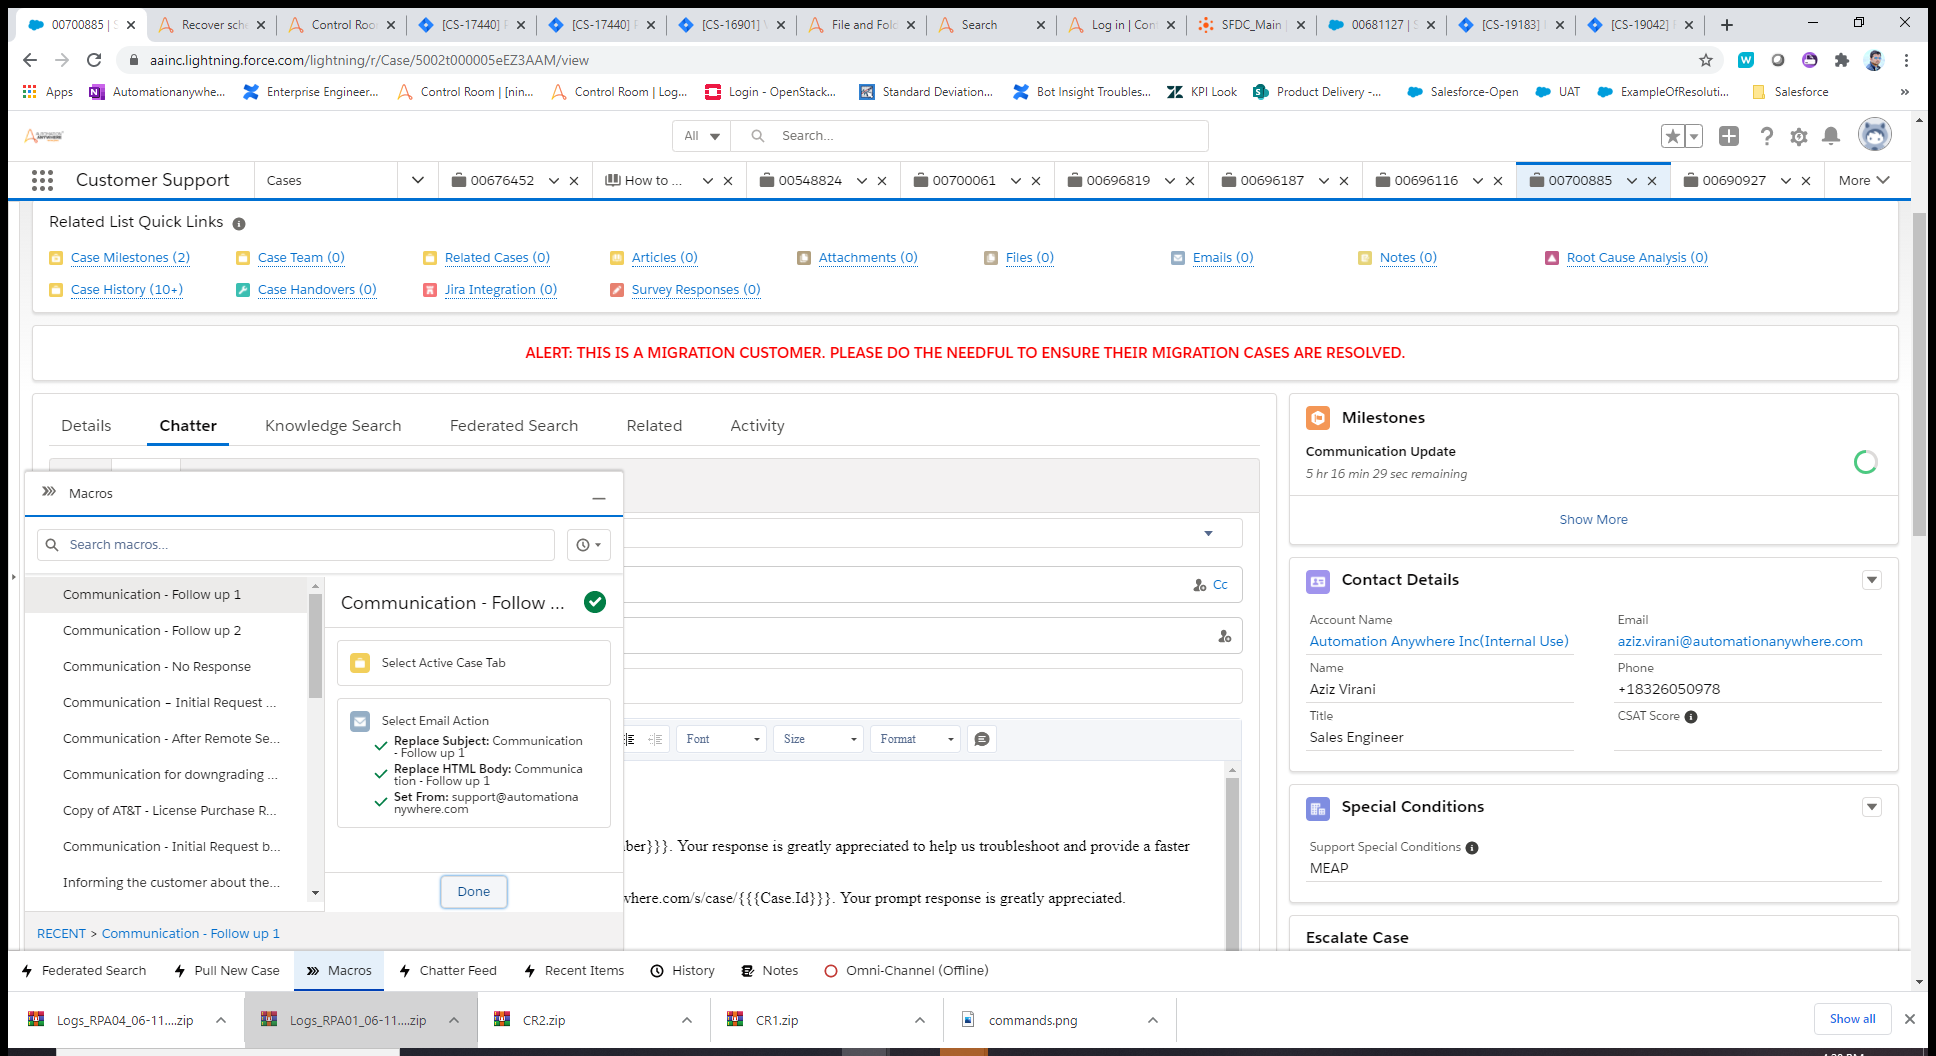 00700885 | S
Recover sche
Control Roo
[CS-17440]
[CS-17440]
[CS-16901]
File and Fol
Search
Log in | Con
SFDC_Main
00681127 | S
[CS-19183]
[CS-19042]
aainc.lightning.force.com/lightning/r/Case/5002t000005eEZ3AAM/view
Apps
Automationanywhe...
Enterprise Engineer...
Control Room | [nin...
Control Room | Log...
Login - OpenStack...
Standard Deviation...
Bot Insight Troubles...
KPI Look
Product Delivery -...
Salesforce-Open
UAT
ExampleOfResoluti...
Salesforce
»
All
Search...
Customer Support
Cases
00676452
How to ...
00548824
00700061
00696819
00696187
00696116
00700885
00690927
More
Related List Quick Links
Case Milestones (2)
Case Team (0)
Related Cases (0)
Articles (0)
Attachments (0)
Files (0)
Emails (0)
Notes (0)
Root Cause Analysis (0)
Case History (10+)
Case Handovers (0)
Jira Integration (0)
Survey Responses (0)
ALERT: THIS IS A MIGRATION CUSTOMER. PLEASE DO THE NEEDFUL TO ENSURE THEIR MIGRATION CASES ARE RESOLVED.
Details
Chatter
Knowledge Search
Federated Search
Related
Activity
Macros
Search macros...
Communication - Follow up 1
Communication - Follow up 2
Communication - No Response
Communication – Initial Request ...
Communication - After Remote Se...
Communication for downgrading ...
Copy of AT&T - License Purchase R...
Communication - Initial Request b...
Informing the customer about the...
Communication - Follow ...
Select Active Case Tab
Select Email Action
Replace Subject: Communication
- Follow up 1
Replace HTML Body: Communica
tion - Follow up 1
Set From: support@automationa
nywhere.com
Done
RECENT > Communication - Follow up 1
Cc
Font
Size
Format
ber}}}. Your response is greatly appreciated to help us troubleshoot and provide a faster
where.com/s/case/{{{Case.Id}}}. Your prompt response is greatly appreciated.
Milestones
Communication Update
5 hr 16 min 29 sec remaining
Show More
Contact Details
Account Name
Automation Anywhere Inc(Internal Use)
Email
aziz.virani@automationanywhere.com
Name
Aziz Virani
Phone
+18326050978
Title
Sales Engineer
CSAT Score
Special Conditions
Support Special Conditions
MEAP
Escalate Case
Federated Search
Pull New Case
Macros
Chatter Feed
Recent Items
History
Notes
Omni-Channel (Offline)
Logs_RPA04_06-11....zip
Logs_RPA01_06-11....zip
CR2.zip
CR1.zip
commands.png
Show all